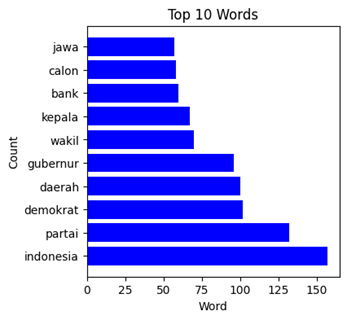 Top 10 Words
jawa
calon
bank
kepala
wakil
gubernur
daerah
demokrat
partai
indonesia
Count
0 25 50 75 100 125 150
Word